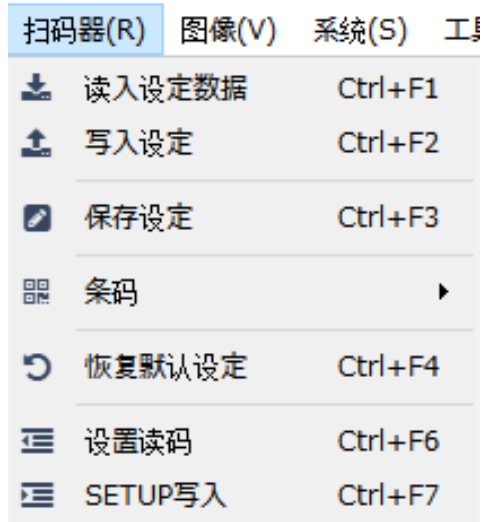 扫码器(R) 图像(V) 系统(S) 工
读入设定数据 Ctrl+F1
写入设定 Ctrl+F2
保存设定 Ctrl+F3
条码
恢复默认设定 Ctrl+F4
设置读码 Ctrl+F6
SETUP写入 Ctrl+F7